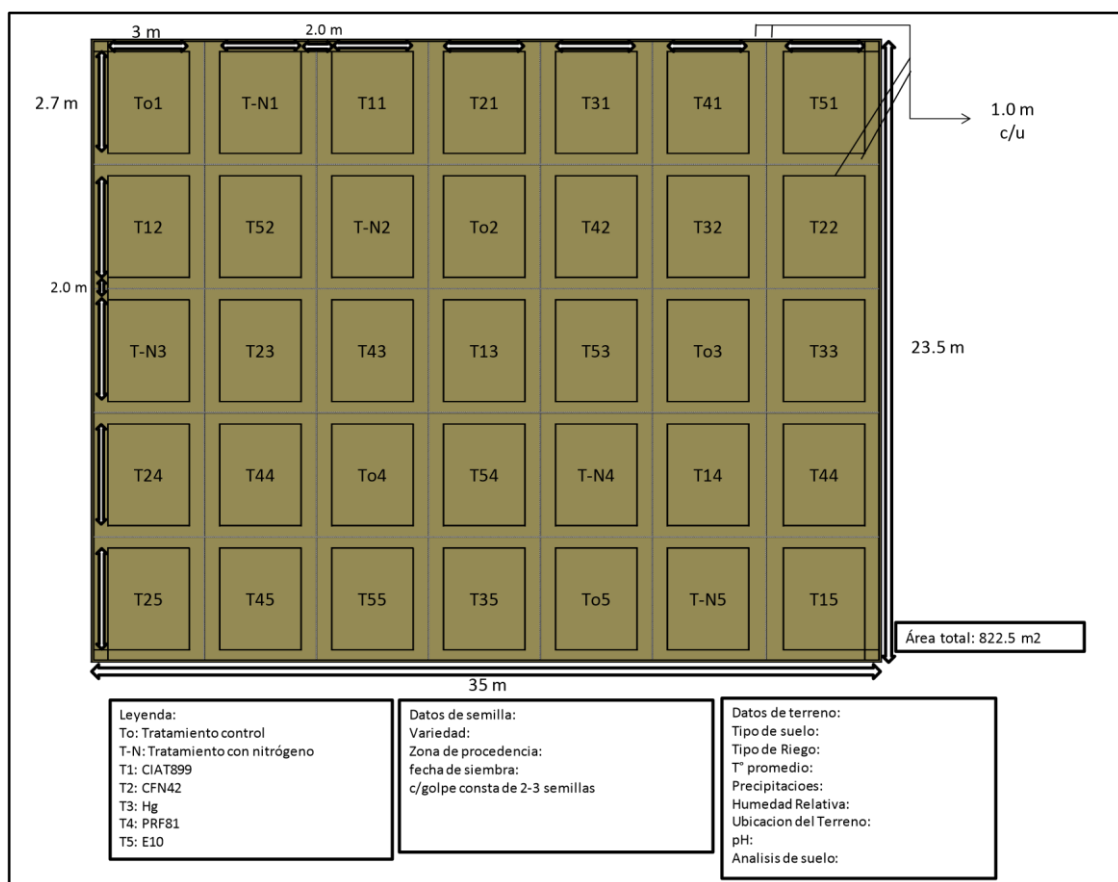 3 m
2.0 m
2.7 m
To1 T-N1 T11 T21 T31 T41 T51
1.0 m
c/u
T12 T52 T-N2 To2 T42 T32 T22
2.0 m
T-N3 T23 T43 T13 T53 To3 T33
23.5 m
T24 T44 To4 T54 T-N4 T14 T44
T25 T45 T55 T35 To5 T-N5 T15
Área total: 822.5 m2
35 m
Leyenda:
To: Tratamiento control
T-N: Tratamiento con nitrógeno
T1: CIAT899
T2: CFN42
T3: Hg
T4: PRF81
T5: E10
Datos de semilla:
Variedad:
Zona de procedencia:
fecha de siembra:
c/golpe consta de 2-3 semillas
Datos de terreno:
Tipo de suelo:
Tipo de Riego:
T° promedio:
Precipitacioes:
Humedad Relativa:
Ubicacion del Terreno:
pH:
Analisis de suelo: